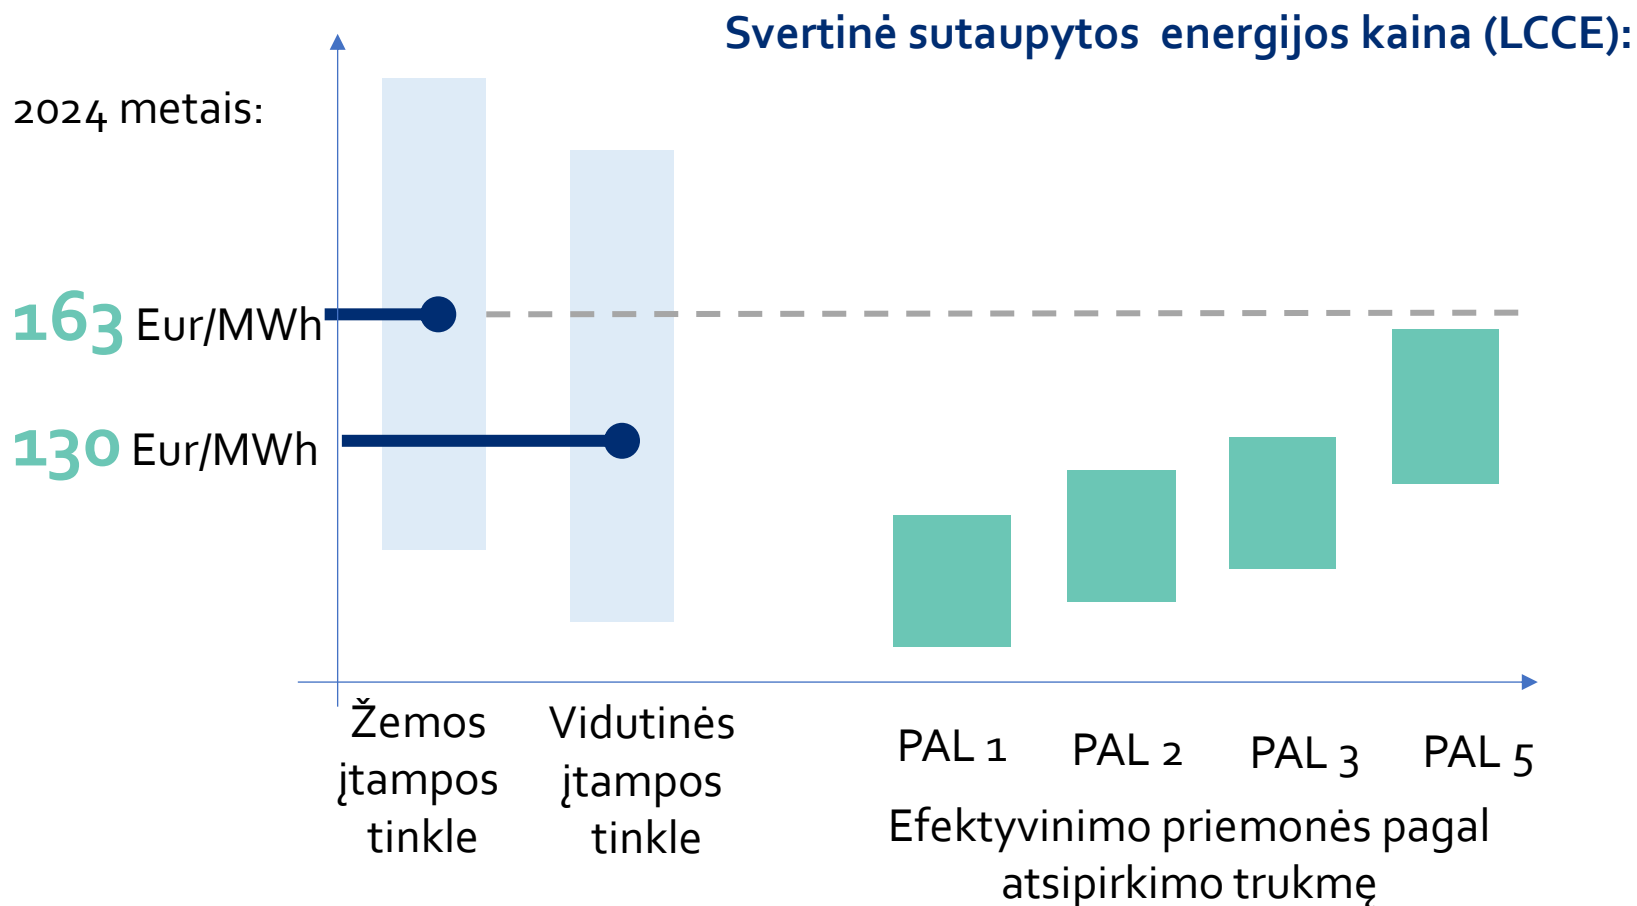 Svertinė sutaupytos energijos kaina (LCCE):
2024 metais:
163 Eur/MWh
130 Eur/MWh
Žemos
įtampos
tinkle
Vidutinės
įtampos
tinkle
PAL 1
PAL 2
PAL 3
PAL 5
Efektyvinimo priemonės pagal
atsipirkimo trukmę